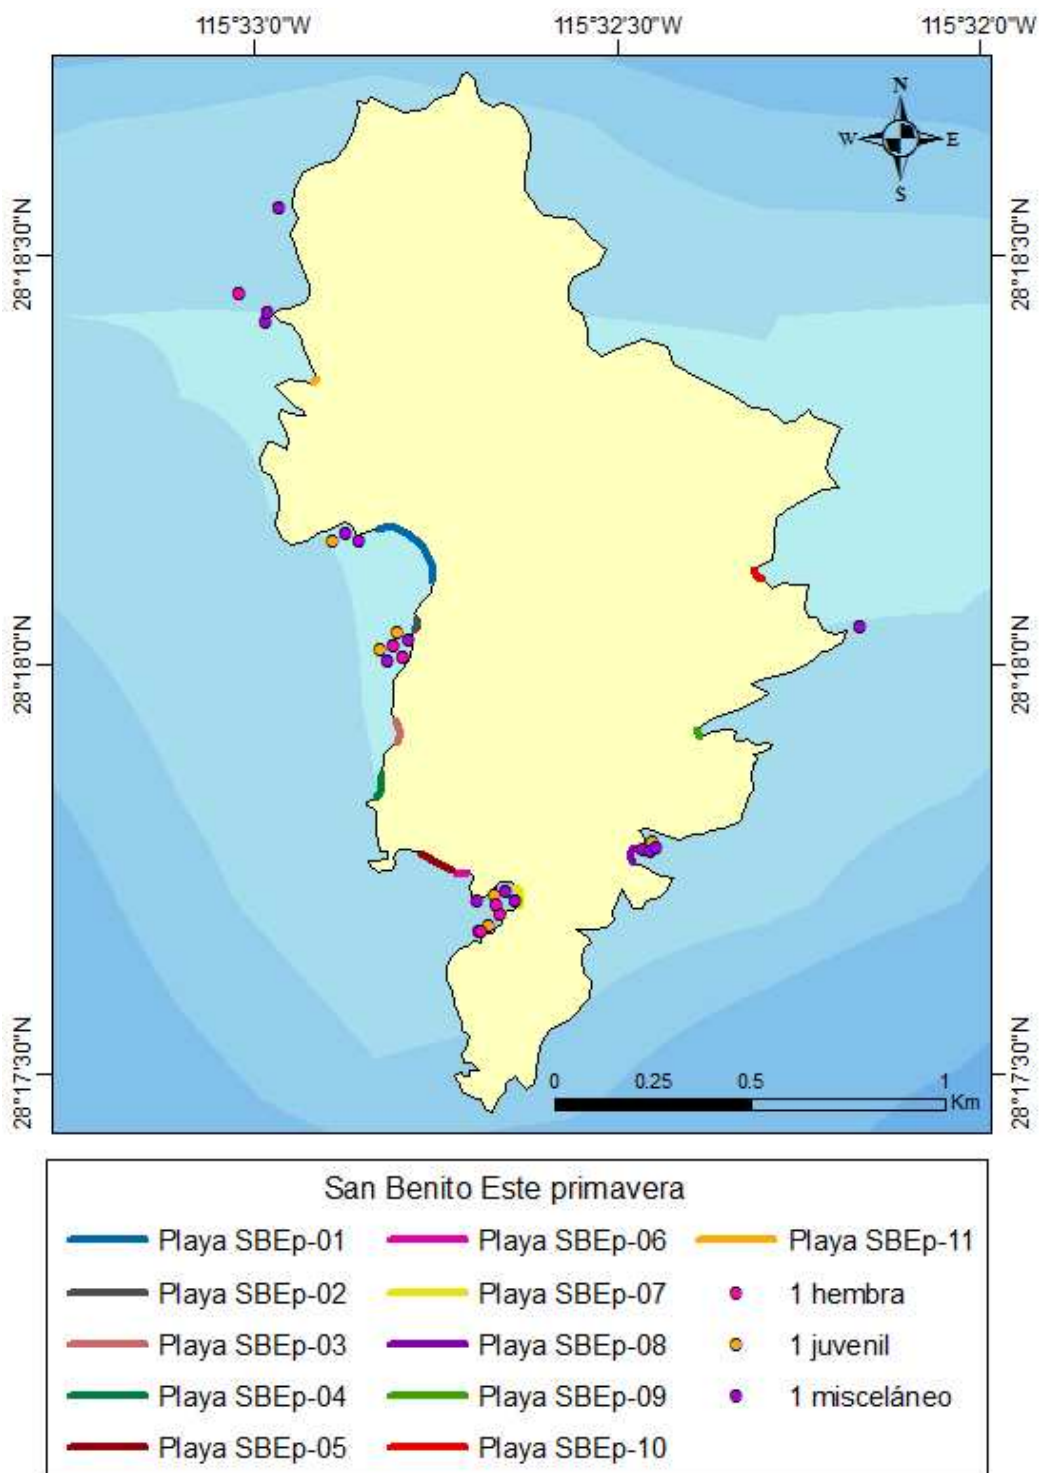 115°33'0"W 115°32'30"W 115°32'0"W
N
W E
S
28°18'30"N 28°18'30"N
28°18'0"N 28°18'0"N
28°17'30"N 28°17'30"N
0 0.25 0.5 1
Km
San Benito Este primavera
Playa SBEp-01 Playa SBEp-06 Playa SBEp-11
Playa SBEp-02 Playa SBEp-07 1 hembra
Playa SBEp-03 Playa SBEp-08 1 juvenil
Playa SBEp-04 Playa SBEp-09 1 misceláneo
Playa SBEp-05 Playa SBEp-10